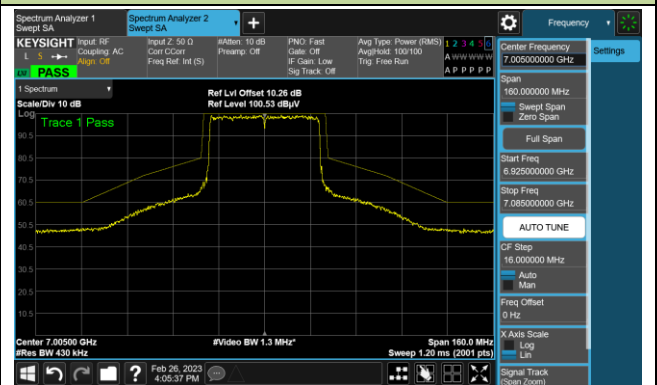 Spectrum Analyzer 1
Swept SA
Spectrum Analyzer 2
Swept SA
Frequency
KEYSIGHT
L S
LXI PASS
Input: RF
Coupling: AC
Align: Off
Input Z: 50 Ω
Corr CCorr
Freq Ref: Int (S)
#Atten: 10 dB
Preamp: Off
PNO: Fast
Gate: Off
IF Gain: Low
Sig Track: Off
Avg Type: Power (RMS)
Avg|Hold: 100/100
Trig: Free Run
1 2 3 4 5 6
A W W W W W
A P P P P P
Center Frequency
7.005000000 GHz
Settings
Span
160.000000 MHz
Swept Span
Zero Span
Full Span
Start Freq
6.925000000 GHz
Stop Freq
7.085000000 GHz
AUTO TUNE
CF Step
16.000000 MHz
Auto
Man
Freq Offset
0 Hz
X Axis Scale
Log
Lin
Signal Track
(Span Zoom)
1 Spectrum
Scale/Div 10 dB
Log
Ref Lvl Offset 10.26 dB
Ref Level 100.53 dBµV
Trace 1 Pass
90.5
80.5
70.5
60.5
50.5
40.5
30.5
20.5
10.5
Center 7.00500 GHz
#Res BW 430 kHz
#Video BW 1.3 MHz*
Span 160.0 MHz
Sweep 1.20 ms (2001 pts)
?
Feb 26, 2023
4:05:37 PM